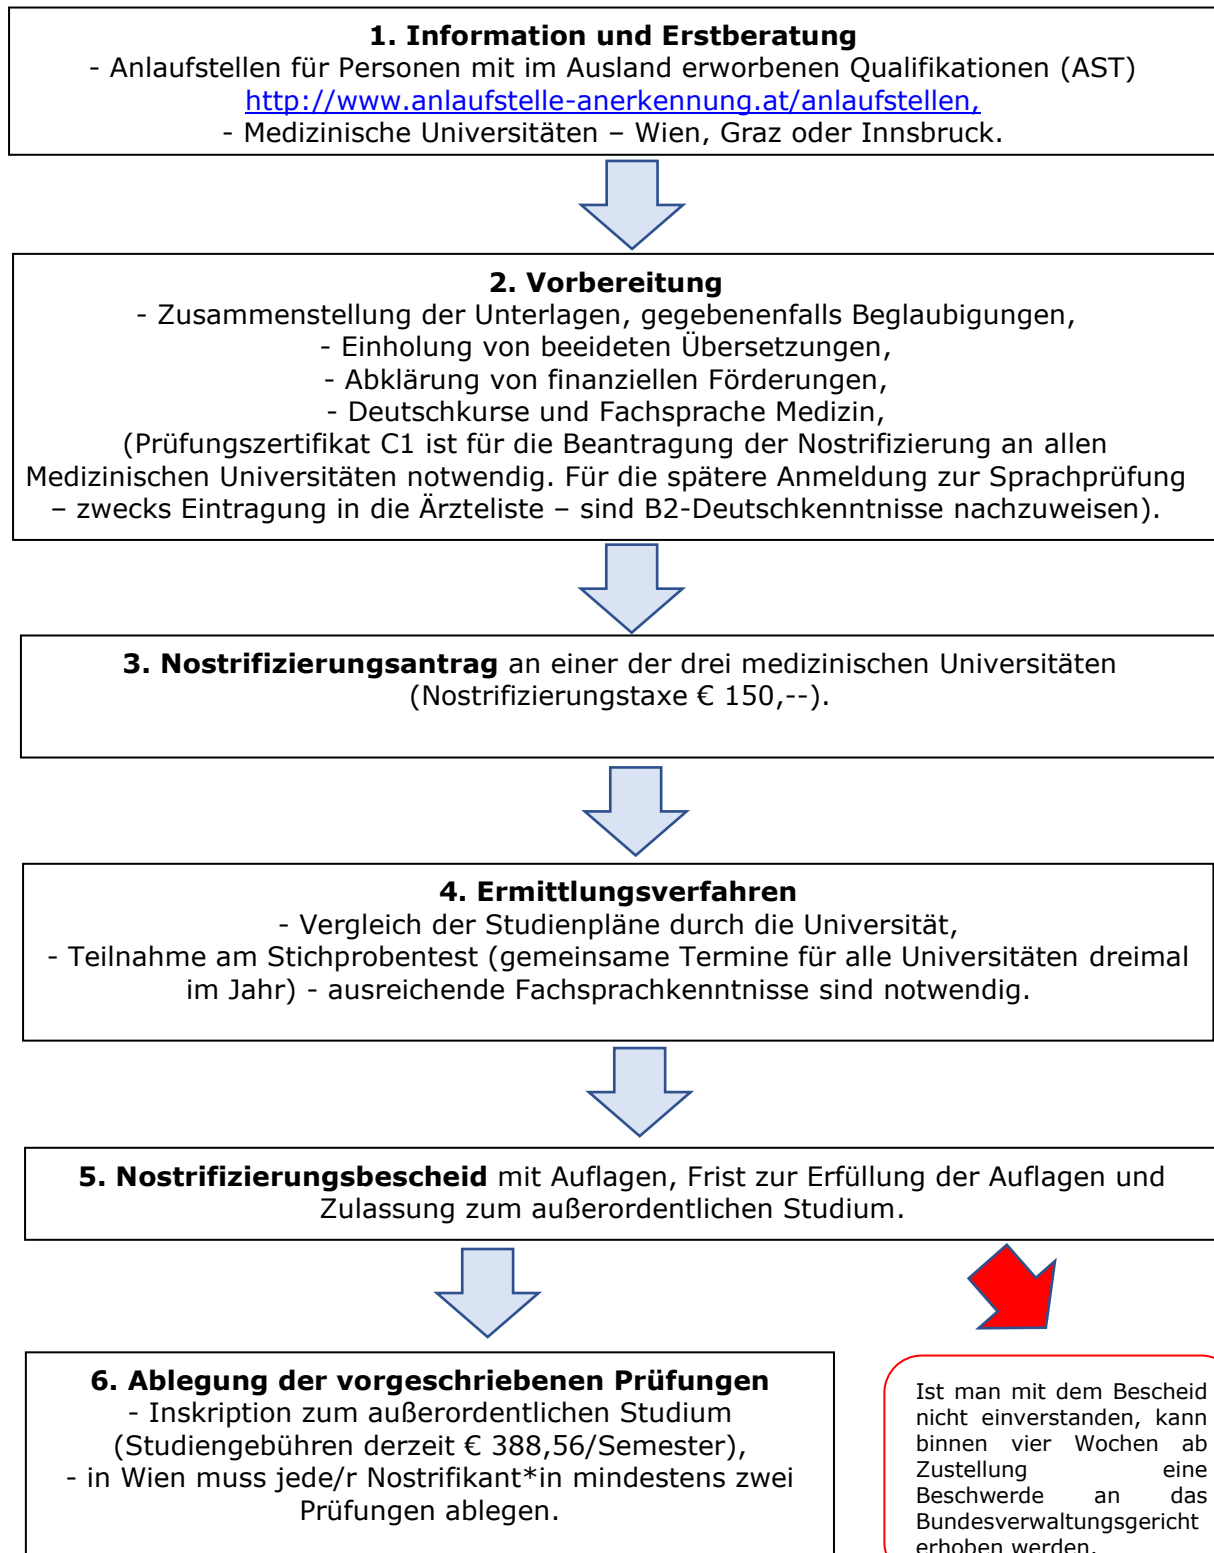 1. Information und Erstberatung
- Anlaufstellen für Personen mit im Ausland erworbenen Qualifikationen (AST)
http://www.anlaufstelle-anerkennung.at/anlaufstellen,
- Medizinische Universitäten – Wien, Graz oder Innsbruck.
2. Vorbereitung
- Zusammenstellung der Unterlagen, gegebenenfalls Beglaubigungen,
- Einholung von beeideten Übersetzungen,
- Abklärung von finanziellen Förderungen,
- Deutschkurse und Fachsprache Medizin,
(Prüfungszertifikat C1 ist für die Beantragung der Nostrifizierung an allen
Medizinischen Universitäten notwendig. Für die spätere Anmeldung zur Sprachprüfung
– zwecks Eintragung in die Ärzteliste – sind B2-Deutschkenntnisse nachzuweisen).
3. Nostrifizierungsantrag an einer der drei medizinischen Universitäten
(Nostrifizierungstaxe € 150,--).
4. Ermittlungsverfahren
- Vergleich der Studienpläne durch die Universität,
- Teilnahme am Stichprobentest (gemeinsame Termine für alle Universitäten dreimal
im Jahr) - ausreichende Fachsprachkenntnisse sind notwendig.
5. Nostrifizierungsbescheid mit Auflagen, Frist zur Erfüllung der Auflagen und
Zulassung zum außerordentlichen Studium.
6. Ablegung der vorgeschriebenen Prüfungen
- Inskription zum außerordentlichen Studium
(Studiengebühren derzeit € 388,56/Semester),
- in Wien muss jede/r Nostrifikant*in mindestens zwei
Prüfungen ablegen.
Ist man mit dem Bescheid
nicht einverstanden, kann
binnen vier Wochen ab
Zustellung eine
Beschwerde an das
Bundesverwaltungsgericht
erhoben werden.